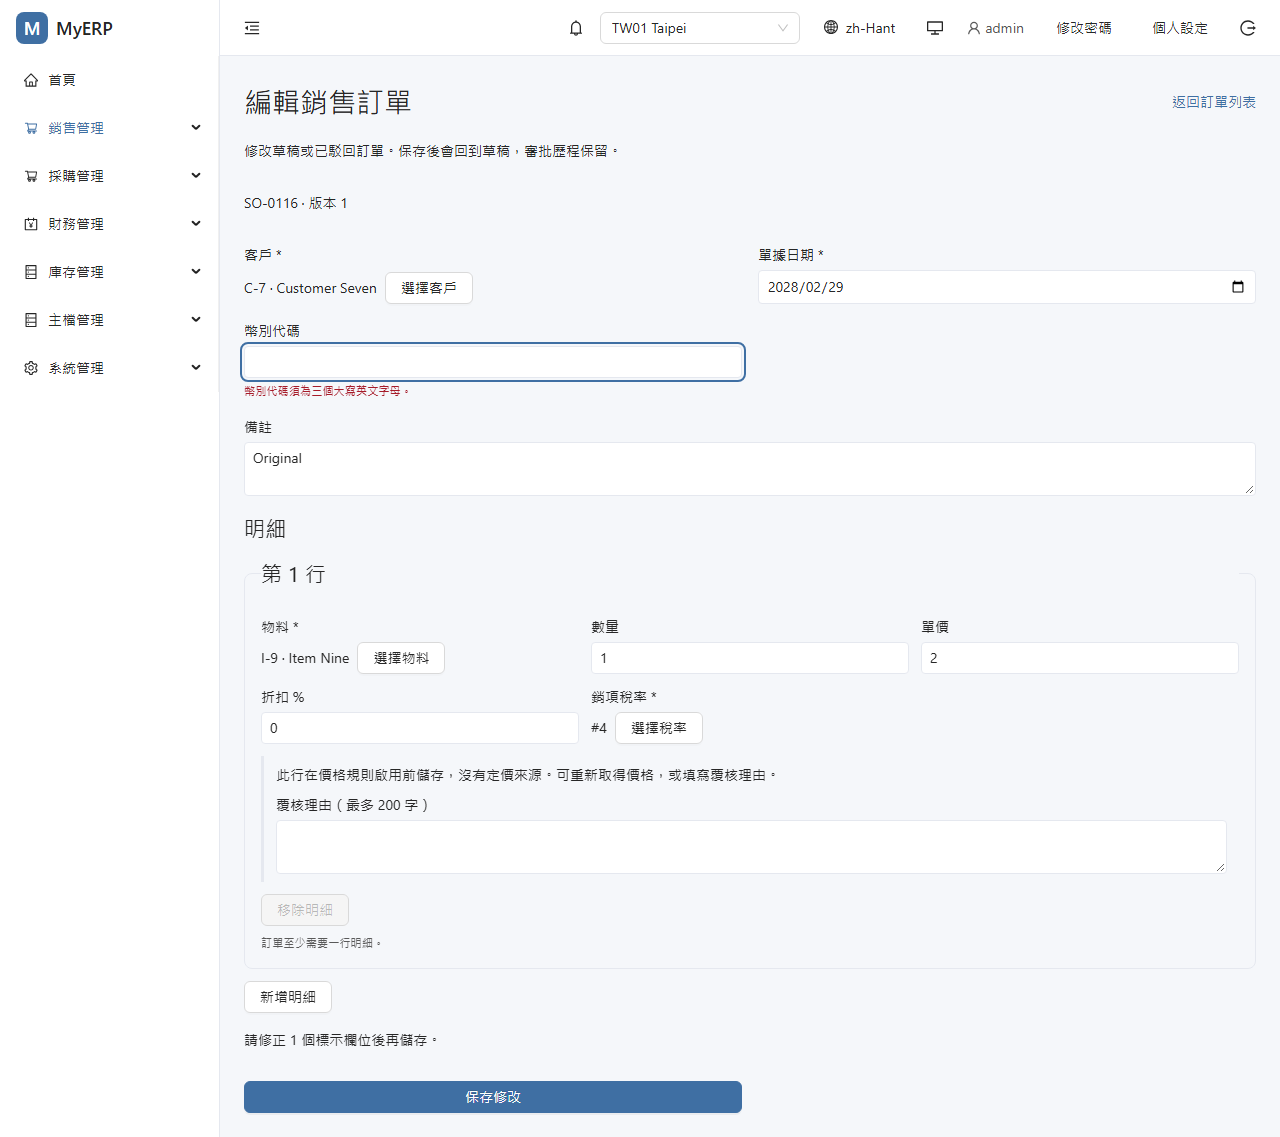 M MyERP
TW01 Taipei
zh-Hant
admin
修改密碼
個人設定
首頁
銷售管理
採購管理
財務管理
庫存管理
主檔管理
系統管理
編輯銷售訂單
返回訂單列表
修改草稿或已駁回訂單。保存後會回到草稿，審批歷程保留。
SO-0116 · 版本 1
客戶 *
單據日期 *
C-7 · Customer Seven
選擇客戶
2028/02/29
幣別代碼
幣別代碼須為三個大寫英文字母。
備註
Original
明細
第 1 行
物料 *
數量
單價
I-9 · Item Nine
選擇物料
1
2
折扣 %
銷項稅率 *
0
#4
選擇稅率
此行在價格規則啟用前儲存，沒有定價來源。可重新取得價格，或填寫覆核理由。
覆核理由（最多 200 字）
移除明細
訂單至少需要一行明細。
新增明細
請修正 1 個標示欄位後再儲存。
保存修改